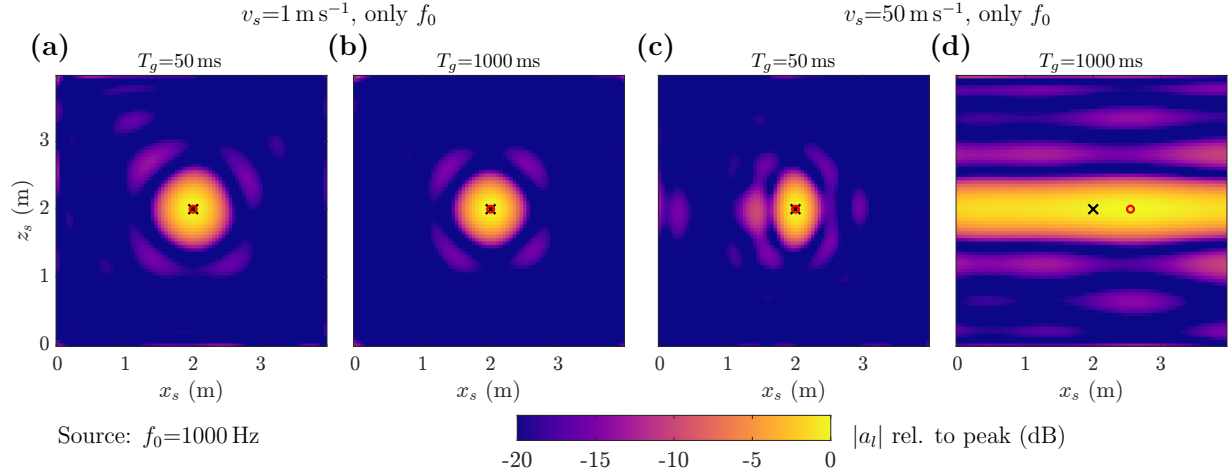 v_s=1 m s⁻¹, only f_0
v_s=50 m s⁻¹, only f_0
(a)
(b)
(c)
(d)
T_g=50 ms
T_g=1000 ms
T_g=50 ms
T_g=1000 ms
z_s (m)
3
2
1
0
0 1 2 3
0 1 2 3
0 1 2 3
0 1 2 3
x_s (m)
x_s (m)
x_s (m)
x_s (m)
Source: f_0=1000 Hz
|a_l| rel. to peak (dB)
-20 -15 -10 -5 0